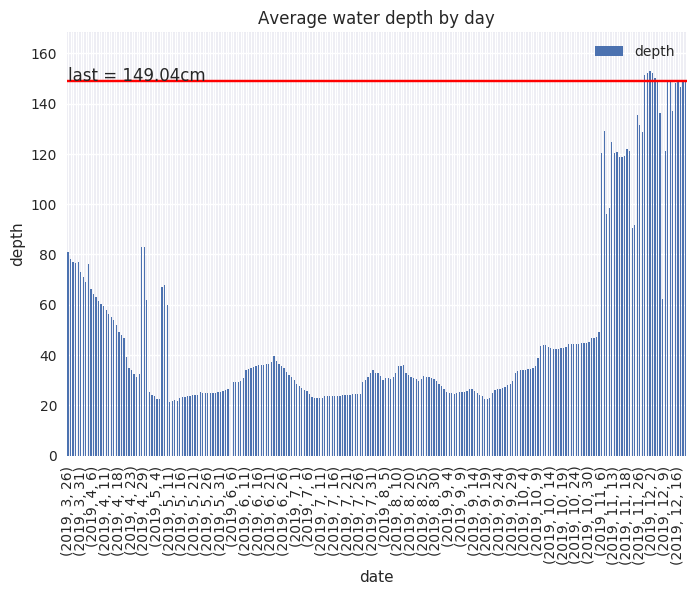 Average water depth by day
160
140
120
100
80
60
40
20
0
depth
last = 149.04cm
depth
(2019, 3, 26)
(2019, 3, 31)
(2019, 4, 6)
(2019, 4, 11)
(2019, 4, 18)
(2019, 4, 23)
(2019, 4, 29)
(2019, 5, 4)
(2019, 5, 11)
(2019, 5, 16)
(2019, 5, 21)
(2019, 5, 26)
(2019, 5, 31)
(2019, 6, 6)
(2019, 6, 11)
(2019, 6, 16)
(2019, 6, 21)
(2019, 6, 26)
(2019, 7, 1)
(2019, 7, 6)
(2019, 7, 11)
(2019, 7, 16)
(2019, 7, 21)
(2019, 7, 26)
(2019, 7, 31)
(2019, 8, 5)
(2019, 8, 10)
(2019, 8, 20)
(2019, 8, 25)
(2019, 8, 30)
(2019, 9, 4)
(2019, 9, 9)
(2019, 9, 14)
(2019, 9, 19)
(2019, 9, 24)
(2019, 9, 29)
(2019, 10, 4)
(2019, 10, 9)
(2019, 10, 14)
(2019, 10, 19)
(2019, 10, 24)
(2019, 10, 30)
(2019, 11, 6)
(2019, 11, 13)
(2019, 11, 18)
(2019, 11, 26)
(2019, 12, 2)
(2019, 12, 9)
(2019, 12, 16)
date